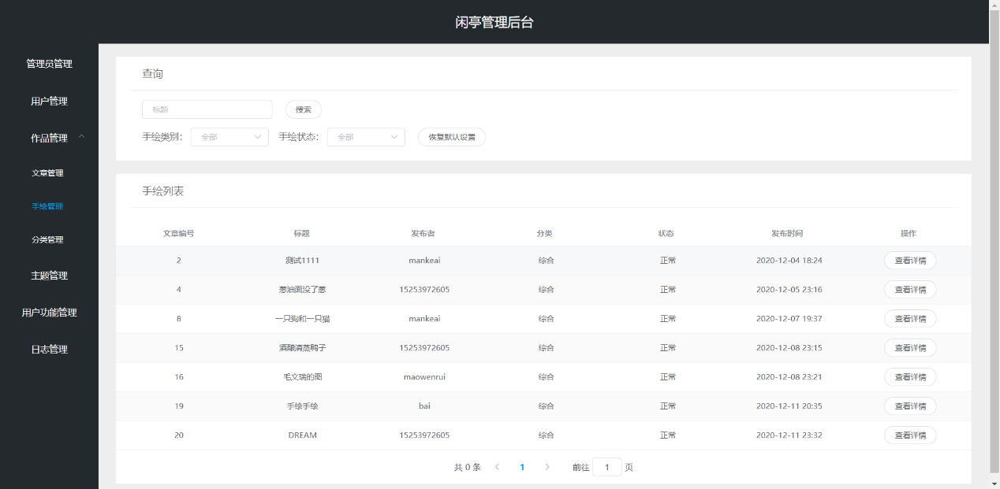 闲亭管理后台
管理员管理
用户管理
作品管理
文章管理
手绘管理
分类管理
主题管理
用户功能管理
日志管理
查询
标题 搜索
手绘类别： 全部 手绘状态： 全部 恢复默认设置
手绘列表
文章编号 标题 发布者 分类 状态 发布时间 操作
2 测试1111 mankeai 综合 正常 2020-12-04 18:24 查看详情
4 葱油面没了葱 15253972605 综合 正常 2020-12-05 23:16 查看详情
8 一只狗和一只猫 mankeai 综合 正常 2020-12-07 19:37 查看详情
15 酒酿清蒸鸭子 15253972605 综合 正常 2020-12-08 23:15 查看详情
16 毛文瑞的图 maowenrui 综合 正常 2020-12-08 23:21 查看详情
19 手绘手绘 bai 综合 正常 2020-12-11 20:35 查看详情
20 DREAM 15253972605 综合 正常 2020-12-11 23:32 查看详情
共 0 条 1 前往 1 页